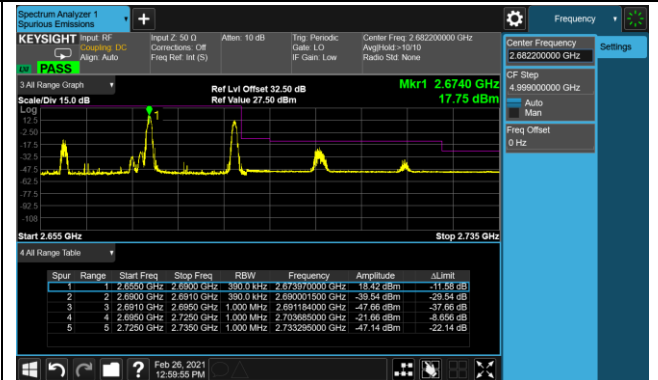 Spectrum Analyzer 1
Spurious Emissions
Frequency
KEYSIGHT Input: RF
Coupling: DC
Align: Auto
Input Z: 50 Ω
Corrections: Off
Freq Ref: Int (S)
Atten: 10 dB
Trig: Periodic
Gate: LO
IF Gain: Low
Center Freq: 2.682200000 GHz
Avg|Hold:>10/10
Radio Std: None
PASS
Center Frequency
2.682200000 GHz
Settings
CF Step
4.999000000 GHz
Auto
Man
Freq Offset
0 Hz
3 All Range Graph
Ref Lvl Offset 32.50 dB
Mkr1 2.6740 GHz
Scale/Div 15.0 dB
Ref Value 27.50 dBm
17.75 dBm
Log
1
12.5
-2.50
-17.5
-32.5
-47.5
-62.5
-77.5
-92.5
-108
Start 2.655 GHz
Stop 2.735 GHz
4 All Range Table
Spur Range Start Freq Stop Freq RBW Frequency Amplitude ΔLimit
1 1 2.6550 GHz 2.6900 GHz 390.0 kHz 2.673970000 GHz 18.42 dBm -11.58 dB
2 2 2.6900 GHz 2.6910 GHz 390.0 kHz 2.690001500 GHz -39.54 dBm -29.54 dB
3 3 2.6910 GHz 2.6950 GHz 1.000 MHz 2.691184000 GHz -47.66 dBm -37.66 dB
4 4 2.6950 GHz 2.7250 GHz 1.000 MHz 2.703685000 GHz -21.66 dBm -8.656 dB
5 5 2.7250 GHz 2.7350 GHz 1.000 MHz 2.733295000 GHz -47.14 dBm -22.14 dB
Feb 26, 2021
12:59:55 PM